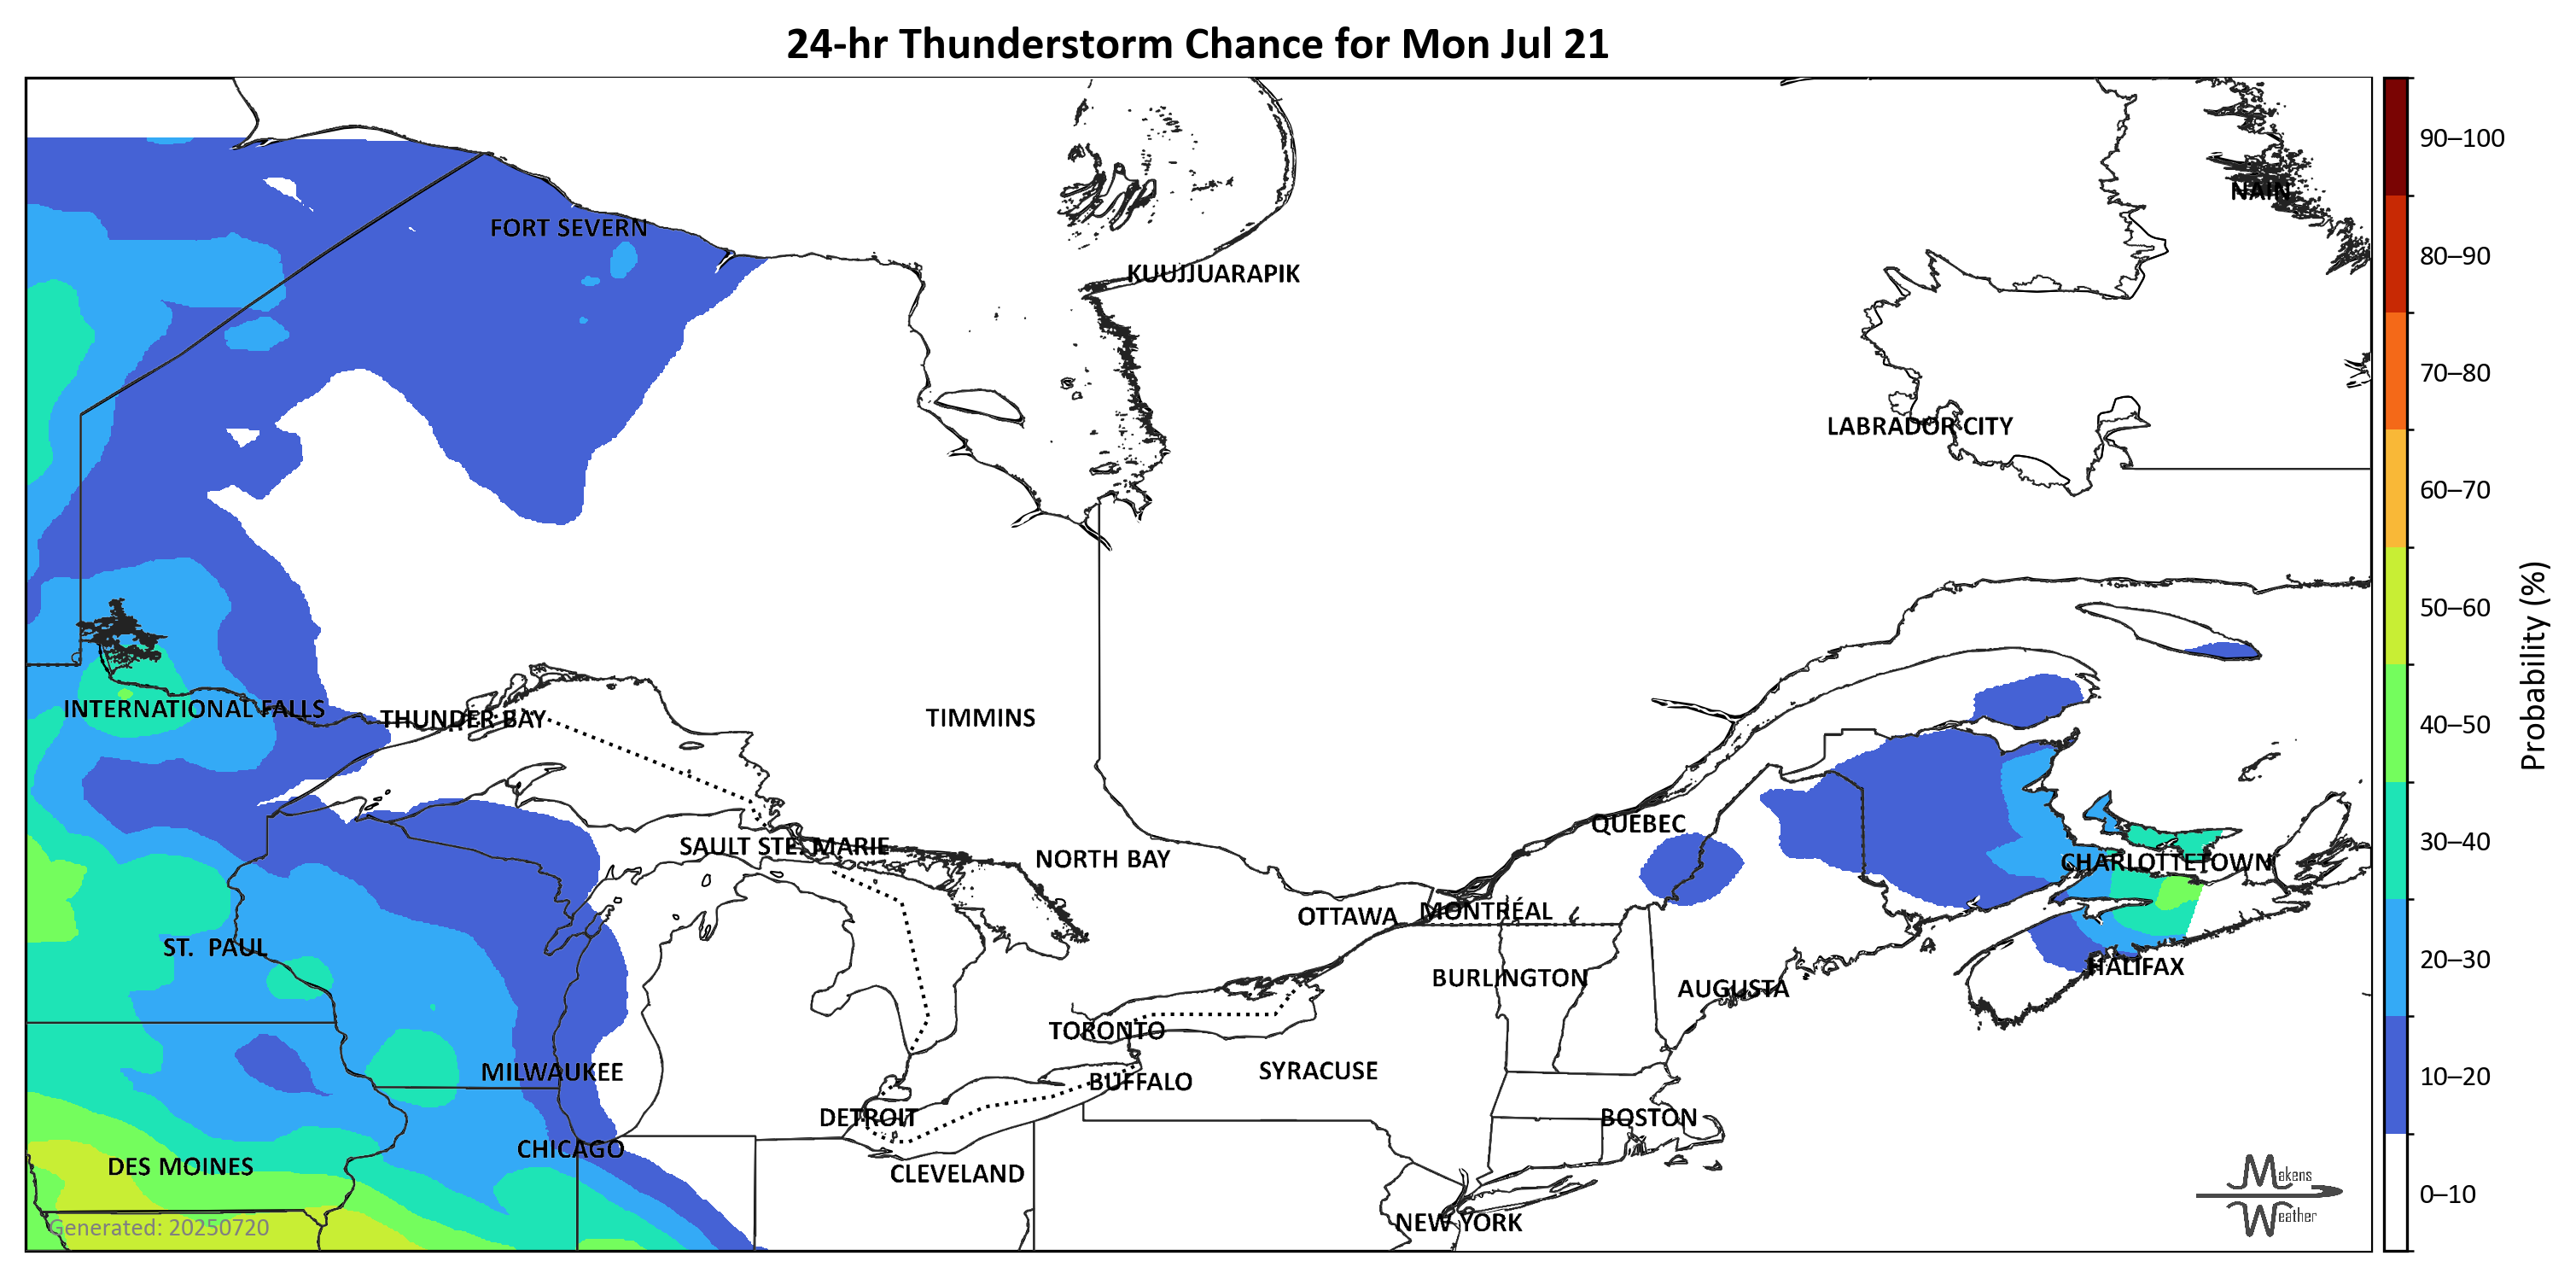 24-hr Thunderstorm Chance for Mon Jul 21
90–100
NAIN
FORT SEVERN
80–90
KUUJJUARAPIK
70–80
LABRADOR CITY
60–70
50–60
Probability (%)
INTERNATIONAL FALLS
THUNDER BAY
TIMMINS
40–50
QUEBEC
SAULT STE. MARIE
30–40
NORTH BAY
CHARLOTTETOWN
OTTAWA
MONTRÉAL
ST. PAUL
20–30
HALIFAX
BURLINGTON
AUGUSTA
TORONTO
MILWAUKEE
SYRACUSE
10–20
BUFFALO
DETROIT
BOSTON
CHICAGO
DES MOINES
CLEVELAND
Makens
Weather
0–10
NEW YORK
Generated: 20250720